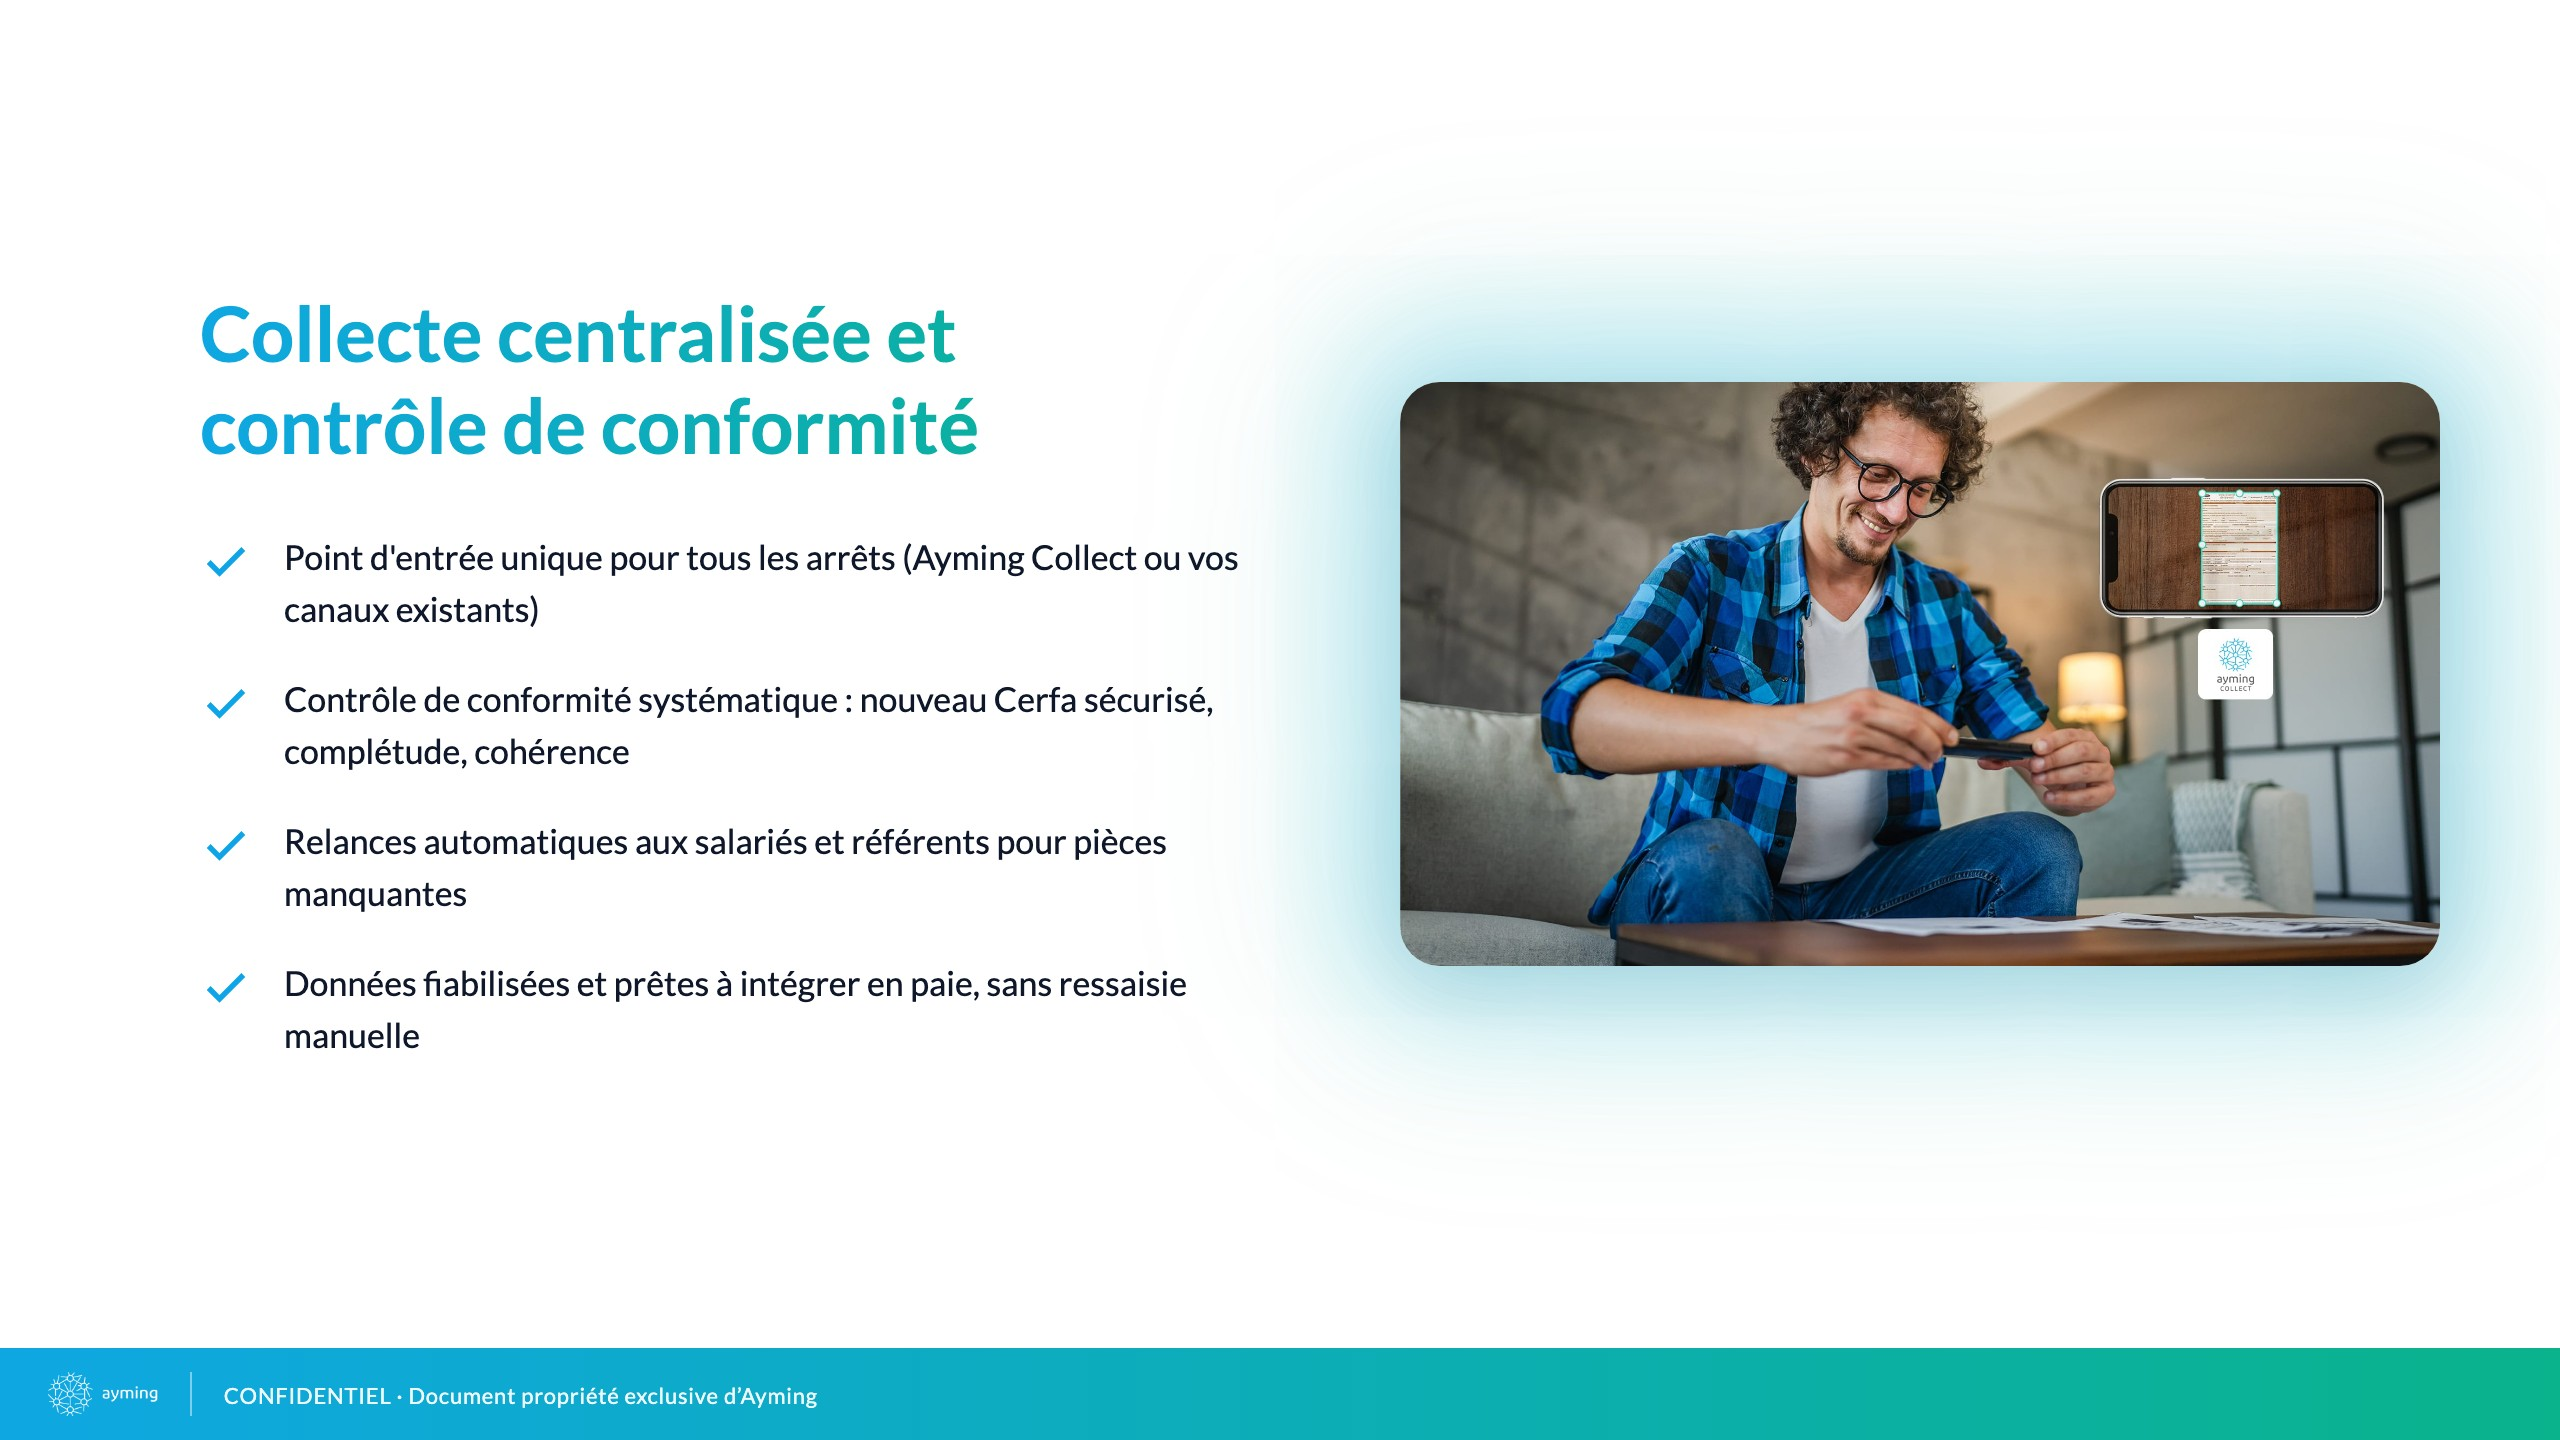 Collecte centralisée et
contrôle de conformité
Point d'entrée unique pour tous les arrêts (Ayming Collect ou vos
canaux existants)
Contrôle de conformité systématique : nouveau Cerfa sécurisé,
complétude, cohérence
Relances automatiques aux salariés et référents pour pièces
manquantes
Données fiabilisées et prêtes à intégrer en paie, sans ressaisie
manuelle
ayming
COLLECT
ayming
CONFIDENTIEL · Document propriété exclusive d’Ayming